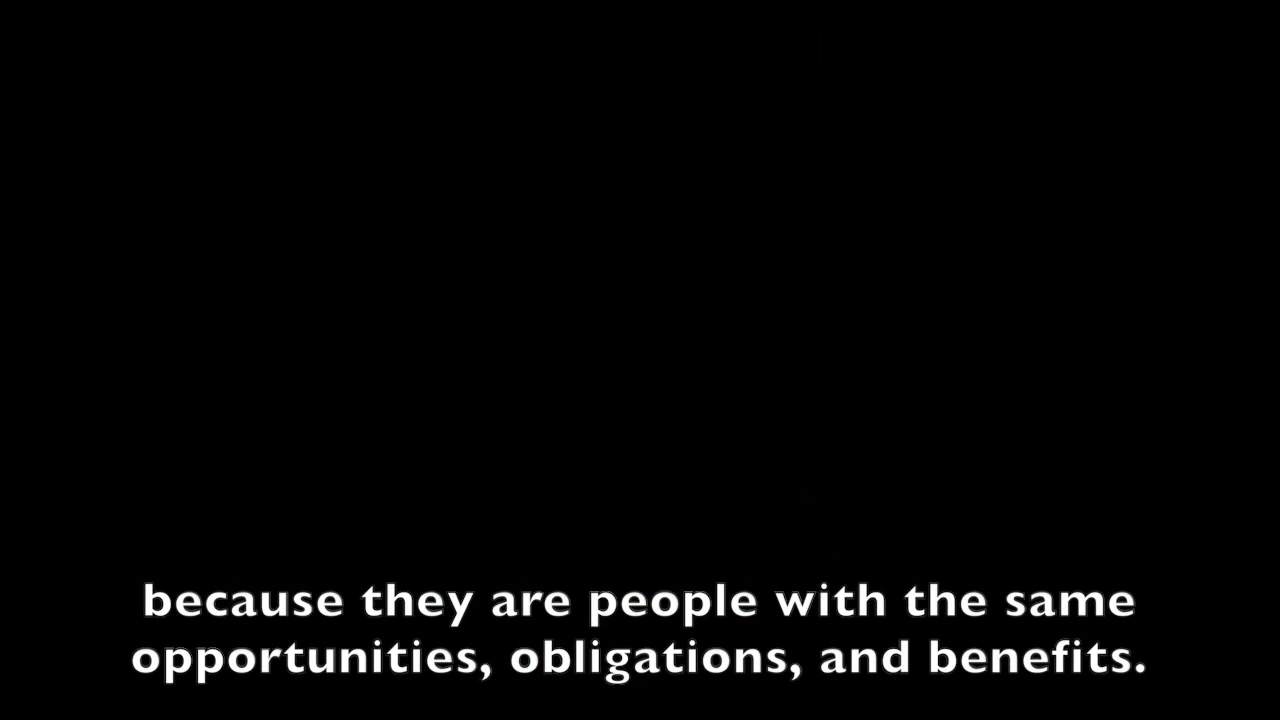 because they are people with the same
opportunities, obligations, and benefits.